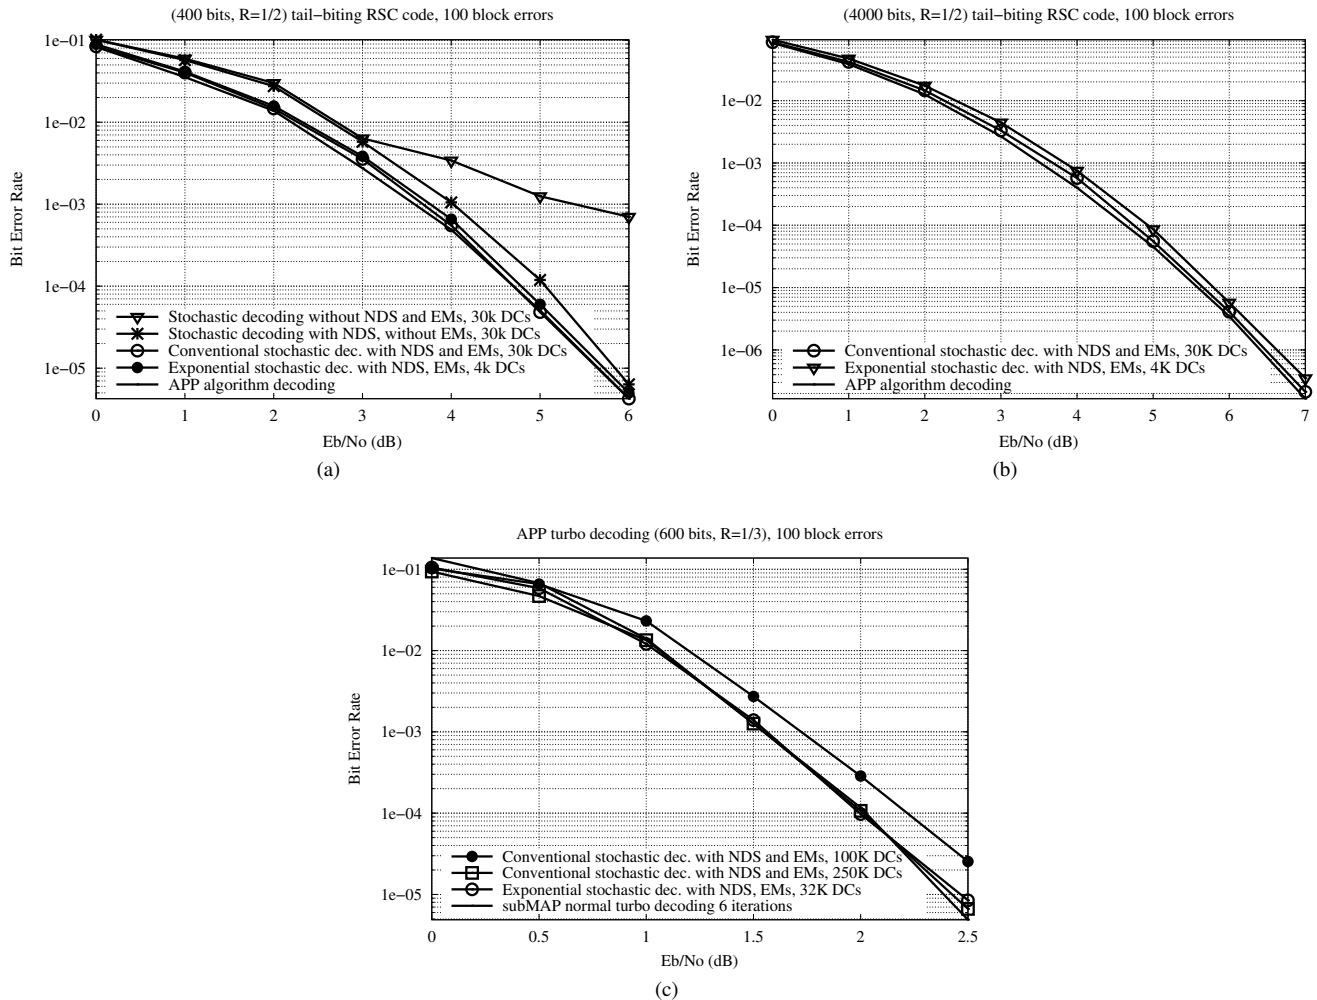 (400 bits, R=1/2) tail−biting RSC code, 100 block errors
1e−01
1e−02
1e−03
1e−04
1e−05
Bit Error Rate
Stochastic decoding without NDS and EMs, 30k DCs
Stochastic decoding with NDS, without EMs, 30k DCs
Conventional stochastic dec. with NDS and EMs, 30k DCs
Exponential stochastic dec. with NDS, EMs, 4k DCs
APP algorithm decoding
0 1 2 3 4 5 6
Eb/No (dB)
(a)
(4000 bits, R=1/2) tail−biting RSC code, 100 block errors
1e−02
1e−03
1e−04
1e−05
1e−06
Bit Error Rate
Conventional stochastic dec. with NDS and EMs, 30K DCs
Exponential stochastic dec. with NDS, EMs, 4K DCs
APP algorithm decoding
0 1 2 3 4 5 6 7
Eb/No (dB)
(b)
APP turbo decoding (600 bits, R=1/3), 100 block errors
1e−01
1e−02
1e−03
1e−04
1e−05
Bit Error Rate
Conventional stochastic dec. with NDS and EMs, 100K DCs
Conventional stochastic dec. with NDS and EMs, 250K DCs
Exponential stochastic dec. with NDS, EMs, 32K DCs
subMAP normal turbo decoding 6 iterations
0 0.5 1 1.5 2 2.5
Eb/No (dB)
(c)